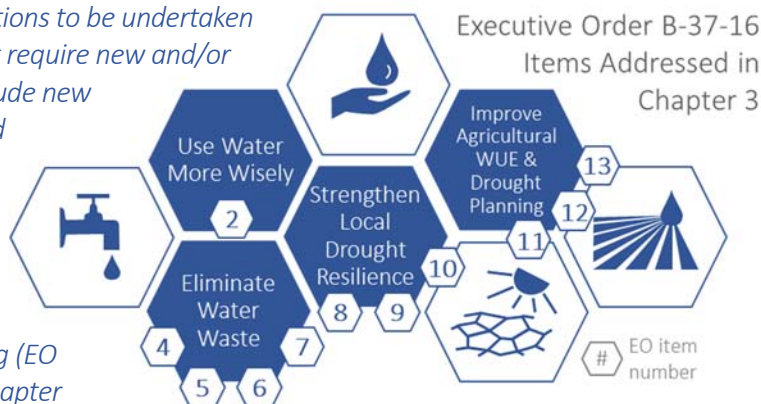 tions to be undertaken
require new and/or
ude new
d
g (EO
apter
Executive Order B-37-16
Items Addressed in
Chapter 3
Use Water
More Wisely
2
Eliminate
Water
Waste
4
5
6
7
Strengthen
Local
Drought
Resilience
8
9
10
Improve
Agricultural
WUE &
Drought
Planning
11
12
13
# EO item
number